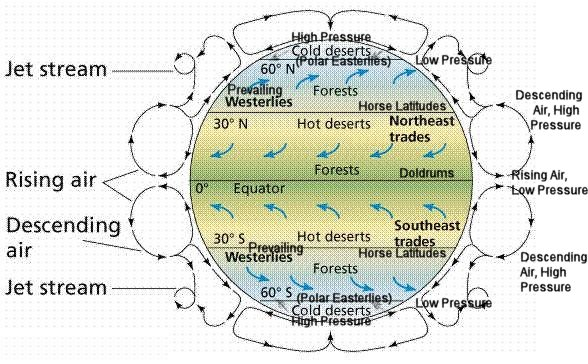 High Pressure
Cold deserts
(Polar Easterlies)
60° N
Low Pressure
Jet stream
Prevailing
Westerlies
Forests
Horse Latitudes
Descending
Air, High
Pressure
30° N
Hot deserts
Northeast
trades
Forests
Doldrums
Rising air
0°
Equator
Rising Air,
Low Pressure
Descending
air
Southeast
trades
30° S
Hot deserts
Prevailing
Westerlies
Horse Latitudes
Forests
Descending
Air, High
Pressure
Jet stream
60° S
(Polar Easterlies)
Low Pressure
Cold deserts
High Pressure